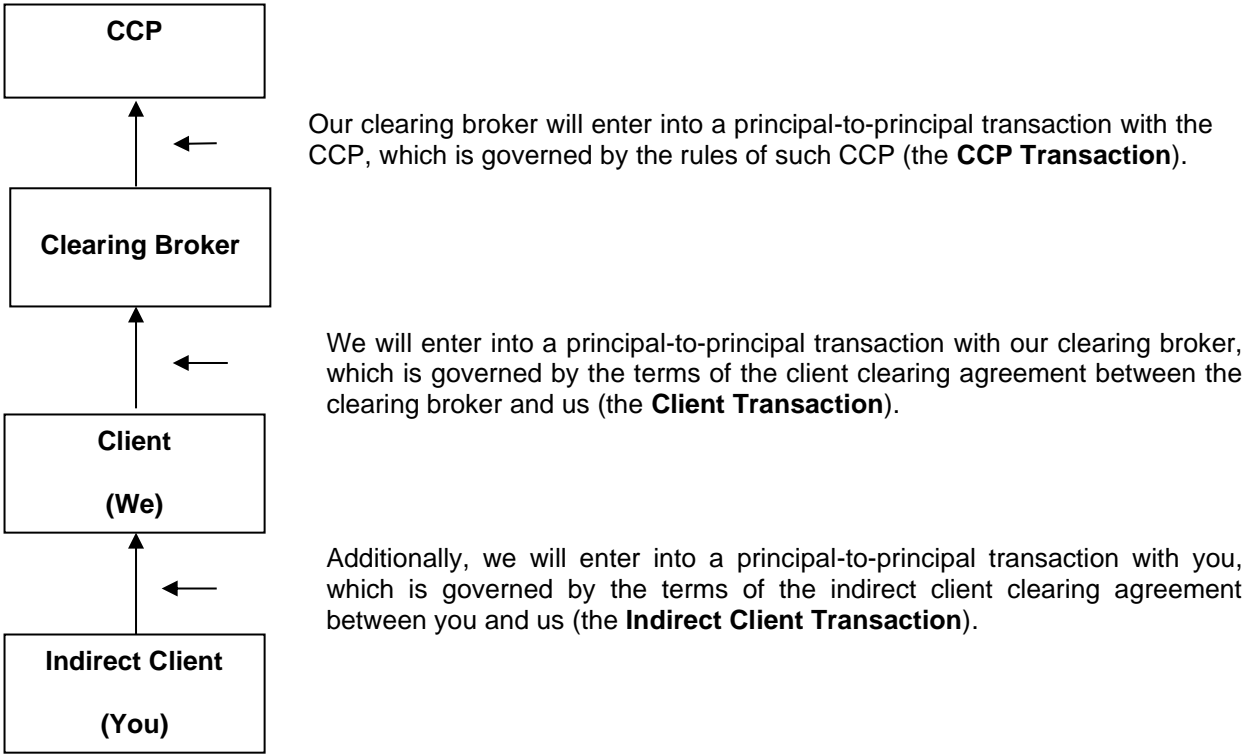 CCP
Our clearing broker will enter into a principal-to-principal transaction with the
CCP, which is governed by the rules of such CCP (the CCP Transaction).
Clearing Broker
We will enter into a principal-to-principal transaction with our clearing broker,
which is governed by the terms of the client clearing agreement between the
clearing broker and us (the Client Transaction).
Client
(We)
Additionally, we will enter into a principal-to-principal transaction with you,
which is governed by the terms of the indirect client clearing agreement
between you and us (the Indirect Client Transaction).
Indirect Client
(You)